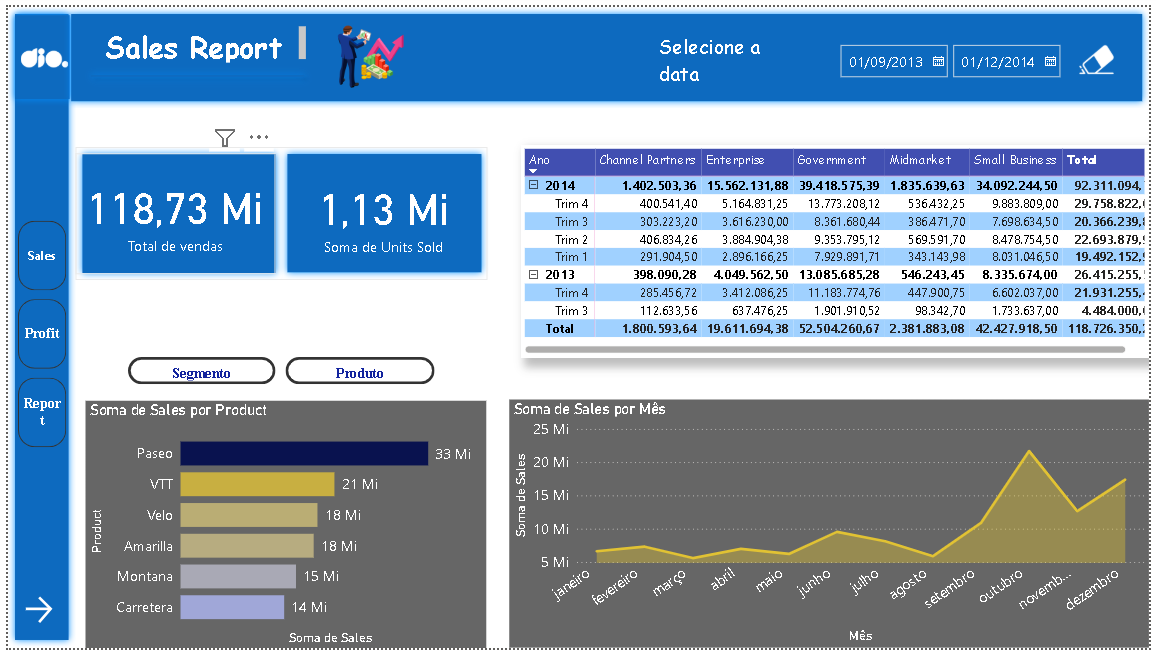 dio.
Sales Report
Selecione a
data
01/09/2013
01/12/2014
118,73 Mi
Total de vendas
1,13 Mi
Soma de Units Sold
Sales
Profit
Repor
t
Ano Channel Partners Enterprise Government Midmarket Small Business Total
2014 1.402.503,36 15.562.131,88 39.418.575,39 1.835.639,63 34.092.244,50 92.311.094,
Trim 4 400.541,40 5.164.831,25 13.773.208,12 536.432,25 9.883.809,00 29.758.822,
Trim 3 303.223,20 3.616.230,00 8.361.680,44 386.471,70 7.698.634,50 20.366.239,
Trim 2 406.834,26 3.884.904,38 9.353.795,12 569.591,70 8.478.754,50 22.693.879,
Trim 1 291.904,50 2.896.166,25 7.929.891,71 343.143,98 8.031.046,50 19.492.152,
2013 398.090,28 4.049.562,50 13.085.685,28 546.243,45 8.335.674,00 26.415.255,
Trim 4 285.456,72 3.412.086,25 11.183.774,76 447.900,75 6.602.037,00 21.931.255,
Trim 3 112.633,56 637.476,25 1.901.910,52 98.342,70 1.733.637,00 4.484.000,
Total 1.800.593,64 19.611.694,38 52.504.260,67 2.381.883,08 42.427.918,50 118.726.350,
Segmento
Produto
Soma de Sales por Product
Product
Paseo 33 Mi
VTT 21 Mi
Velo 18 Mi
Amarilla 18 Mi
Montana 15 Mi
Carretera 14 Mi
Soma de Sales
Soma de Sales por Mês
Soma de Sales
25 Mi
20 Mi
15 Mi
10 Mi
5 Mi
janeiro fevereiro março abril maio junho julho agosto setembro outubro novemb... dezembro
Mês